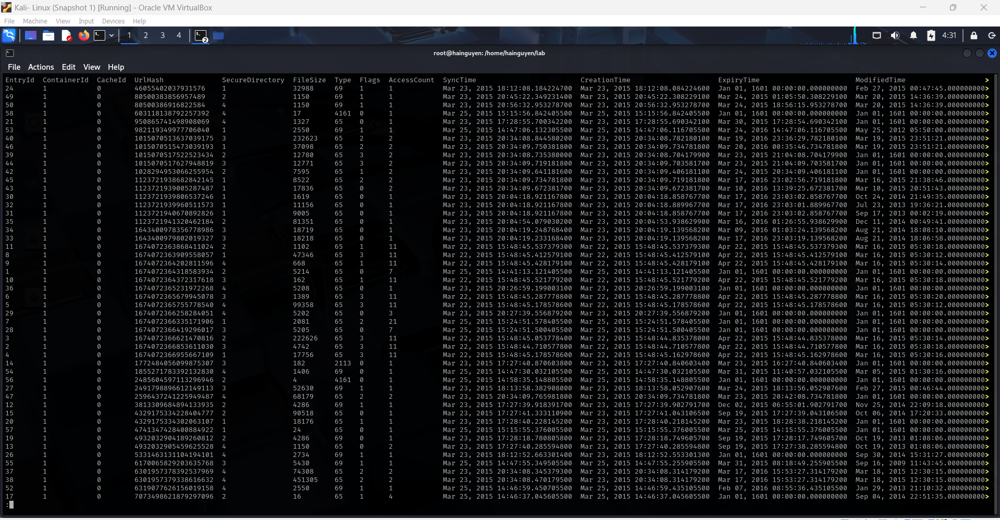 Kali- Linux (Snapshot 1) [Running] - Oracle VM VirtualBox
File Machine View Input Devices Help
1 2 3 4 2 4:31
root@hainguyen: /home/hainguyen/lab
File Actions Edit View Help
EntryId ContainerId CacheId UrlHash SecureDirectory FileSize Type Flags AccessCount SyncTime CreationTime ExpiryTime ModifiedTime >
24 1 0 46055402037931576 1 32988 69 1 1 Mar 23, 2015 18:12:08.184224700 Mar 23, 2015 18:12:08.084224600 Jan 01, 1601 00:00:00.000000000 Feb 27, 2015 00:47:45.000000000>
49 1 0 80500383856957489 2 1150 69 1 1 Mar 23, 2015 20:45:22.349231400 Mar 23, 2015 20:45:22.308229100 Mar 24, 2015 01:05:50.308229100 Mar 20, 2015 14:36:39.000000000>
50 1 0 80500386916822584 4 1150 69 1 1 Mar 23, 2015 20:56:32.953278700 Mar 23, 2015 20:56:32.953278700 Mar 24, 2015 18:56:15.953278700 Mar 20, 2015 14:36:39.000000000>
58 1 0 603118138792257392 4 17 4161 0 1 Mar 25, 2015 15:15:56.842405500 Mar 25, 2015 15:15:56.842405500 Jan 01, 1601 00:00:00.000000000 Jan 01, 1601 00:00:00.000000000>
21 1 0 950865741498908069 4 1327 65 0 1 Mar 23, 2015 17:28:55.700342200 Mar 23, 2015 17:28:55.690342100 Mar 30, 2015 17:28:54.690342100 Jan 01, 1601 00:00:00.000000000>
53 1 0 982119349977706040 1 2550 69 1 1 Mar 25, 2015 14:47:06.132305500 Mar 25, 2015 14:47:06.116705500 Mar 24, 2016 14:47:06.116705500 May 25, 2012 05:50:00.000000000>
40 1 0 1015070513637039175 3 232623 65 2 2 Mar 23, 2015 20:34:08.844580200 Mar 23, 2015 20:34:08.782180100 Mar 19, 2016 23:36:29.782180100 Mar 19, 2015 23:51:21.000000000>
46 1 0 1015070515473039193 1 37098 65 2 2 Mar 23, 2015 20:34:09.750381800 Mar 23, 2015 20:34:09.734781800 Mar 20, 2016 00:35:46.734781800 Mar 19, 2015 23:51:21.000000000>
39 1 0 1015070517522523434 2 12780 65 3 2 Mar 23, 2015 20:34:08.735380000 Mar 23, 2015 20:34:08.704179900 Mar 23, 2015 21:04:08.704179900 Jan 01, 1601 00:00:00.000000000>
44 1 0 1015070517627948819 3 12771 65 3 2 Mar 23, 2015 20:34:09.719181800 Mar 23, 2015 20:34:09.703581700 Mar 23, 2015 21:04:09.703581700 Jan 01, 1601 00:00:00.000000000>
42 1 0 1028294953066255954 2 7595 65 1 2 Mar 23, 2015 20:34:09.641181600 Mar 23, 2015 20:34:09.406181100 Mar 24, 2015 20:34:09.406181100 Jan 01, 1601 00:00:00.000000000>
45 1 0 1123721938682842145 1 8522 65 2 2 Mar 23, 2015 20:34:09.734781800 Mar 23, 2015 20:34:09.719181800 Mar 17, 2016 23:02:56.719181800 Mar 16, 2015 21:38:46.000000000>
43 1 0 1123721939005287487 1 17836 65 0 2 Mar 23, 2015 20:34:09.672381700 Mar 23, 2015 20:34:09.672381700 Mar 10, 2016 13:39:25.672381700 Mar 10, 2015 20:51:43.000000000>
30 1 0 1123721939806537246 1 1619 65 0 1 Mar 23, 2015 20:04:18.921167800 Mar 23, 2015 20:04:18.858767700 Mar 17, 2016 23:03:02.858767700 Oct 24, 2014 21:49:35.000000000>
32 1 0 1123721939960511573 1 11156 65 0 1 Mar 23, 2015 20:04:18.921167800 Mar 23, 2015 20:04:18.889967700 Mar 17, 2016 23:03:01.889967700 Jul 23, 2013 19:36:21.000000000>
31 1 0 1123721940670892826 1 9005 65 0 1 Mar 23, 2015 20:04:18.921167800 Mar 23, 2015 20:04:18.858767700 Mar 17, 2016 23:03:02.858767700 Sep 17, 2013 00:02:19.000000000>
35 1 0 1123721941320462184 2 81351 65 0 1 Mar 23, 2015 20:04:54.079030200 Mar 23, 2015 20:04:53.938629900 Mar 16, 2016 01:26:55.938629900 Dec 11, 2014 00:49:41.000000000>
34 1 0 1643400978356778986 3 18719 65 0 1 Mar 23, 2015 20:04:19.248768400 Mar 23, 2015 20:04:19.139568200 Mar 09, 2016 01:03:24.139568200 Aug 21, 2014 18:08:10.000000000>
33 1 0 1643400979802019327 3 18218 65 0 1 Mar 23, 2015 20:04:19.233168400 Mar 23, 2015 20:04:19.139568200 Mar 17, 2016 23:03:19.139568200 Aug 21, 2014 18:06:58.000000000>
11 1 0 1674072363868411024 2 1102 65 1 11 Mar 22, 2015 15:48:45.537379300 Mar 22, 2015 15:48:45.537379300 Apr 22, 2015 15:48:45.537379300 Mar 16, 2015 05:30:18.000000000>
8 1 0 1674072363909558057 1 47346 65 3 11 Mar 22, 2015 15:48:45.412579100 Mar 22, 2015 15:48:45.412579100 Apr 22, 2015 15:48:45.412579100 Mar 16, 2015 05:30:12.000000000>
9 1 0 1674072364202811596 4 668 65 1 11 Mar 22, 2015 15:48:45.428179100 Mar 22, 2015 15:48:45.428179100 Apr 22, 2015 15:48:45.428179100 Mar 16, 2015 05:30:14.000000000>
1 1 0 1674072364318583934 2 5214 65 0 7 Mar 25, 2015 14:41:13.121405500 Mar 25, 2015 14:41:13.121405500 Jan 01, 1601 00:00:00.000000000 Jan 01, 1601 00:00:00.000000000>
10 1 0 1674072364372317618 3 162 65 1 11 Mar 22, 2015 15:48:45.521779200 Mar 22, 2015 15:48:45.521779200 Apr 22, 2015 15:48:45.521779200 Mar 16, 2015 05:30:18.000000000>
36 1 0 1674072365231972268 4 5208 65 0 1 Mar 23, 2015 20:26:59.199003100 Mar 23, 2015 20:26:59.199003100 Jan 01, 1601 00:00:00.000000000 Jan 01, 1601 00:00:00.000000000>
6 1 0 1674072365679945078 3 1389 65 3 11 Mar 22, 2015 15:48:45.287778800 Mar 22, 2015 15:48:45.287778800 Apr 22, 2015 15:48:45.287778800 Mar 16, 2015 05:30:20.000000000>
5 1 0 1674072365755778540 4 99358 65 3 11 Mar 22, 2015 15:48:45.178578600 Mar 22, 2015 15:48:45.178578600 Apr 22, 2015 15:48:45.178578600 Mar 16, 2015 05:30:12.000000000>
29 1 0 1674072366258284051 4 5202 65 0 3 Mar 23, 2015 20:27:39.556879200 Mar 23, 2015 20:27:39.556879200 Jan 01, 1601 00:00:00.000000000 Jan 01, 1601 00:00:00.000000000>
7 1 0 1674072366335171906 1 2081 65 2 21 Mar 25, 2015 15:24:51.578405500 Mar 25, 2015 15:24:51.578405500 Jan 01, 1601 00:00:00.000000000 Jan 01, 1601 00:00:00.000000000>
28 1 0 1674072366419296017 3 5205 65 0 7 Mar 25, 2015 15:24:51.500405500 Mar 25, 2015 15:24:51.500405500 Jan 01, 1601 00:00:00.000000000 Jan 01, 1601 00:00:00.000000000>
3 1 0 1674072366621470816 2 222626 65 3 11 Mar 22, 2015 15:48:45.053778400 Mar 22, 2015 15:48:44.835378000 Apr 22, 2015 15:48:44.835378000 Mar 16, 2015 05:30:14.000000000>
2 1 0 1674072366853611030 3 4742 65 3 11 Mar 22, 2015 15:48:44.710577800 Mar 22, 2015 15:48:44.710577800 Apr 22, 2015 15:48:44.710577800 Mar 16, 2015 05:30:18.000000000>
4 1 0 1674072366955667109 1 17756 65 3 11 Mar 22, 2015 15:48:45.178578600 Mar 22, 2015 15:48:45.162978600 Apr 22, 2015 15:48:45.162978600 Mar 16, 2015 05:30:16.000000000>
14 1 0 1772484056099875307 3 182 2113 0 1 Mar 23, 2015 17:27:40.870603800 Mar 23, 2015 17:27:40.840603400 Mar 23, 2015 16:27:40.840603400 Jan 01, 1601 00:00:00.000000000>
54 1 0 1855271783392132830 4 1406 69 0 1 Mar 25, 2015 14:47:30.032105500 Mar 25, 2015 14:47:30.032105500 Mar 31, 2015 11:40:57.032105500 Mar 05, 2015 01:30:16.000000000>
56 1 0 2485604597113296946 2 4 4161 0 1 Mar 25, 2015 14:58:35.148805500 Mar 25, 2015 14:58:35.148805500 Jan 01, 1601 00:00:00.000000000 Jan 01, 1601 00:00:00.000000000>
27 1 0 2491798896612149113 3 52630 69 1 1 Mar 23, 2015 18:13:58.382908000 Mar 23, 2015 18:13:58.052907600 Mar 24, 2015 18:13:56.052907600 Feb 27, 2015 00:46:44.000000000>
47 1 0 2596437241225949487 4 68179 65 2 2 Mar 23, 2015 20:34:09.765981800 Mar 23, 2015 20:34:09.734781800 Mar 23, 2015 20:42:08.734781800 Jan 01, 1601 00:00:00.000000000>
12 1 0 3813309684894133935 2 4286 69 1 1 Mar 23, 2015 17:27:39.918391700 Mar 23, 2015 17:27:39.902791700 Dec 02, 2015 06:55:01.902791700 Nov 25, 2014 22:09:18.000000000>
15 1 0 4329175334228404777 2 90518 65 0 1 Mar 23, 2015 17:27:41.333110900 Mar 23, 2015 17:27:41.043106500 Sep 19, 2015 17:27:39.043106500 Oct 06, 2014 17:20:33.000000000>
20 1 0 4329175334302063107 1 18176 65 1 1 Mar 23, 2015 17:28:40.228145200 Mar 23, 2015 17:28:40.218145200 Mar 23, 2015 18:28:38.218145200 Jan 01, 1601 00:00:00.000000000>
57 1 0 4741347428400884922 1 24 65 0 1 Mar 25, 2015 15:15:55.376005500 Mar 25, 2015 15:15:55.376005500 Mar 25, 2015 14:15:55.376005500 Jan 01, 1601 00:00:00.000000000>
19 1 0 4932032904189260812 2 4286 69 0 1 Mar 23, 2015 17:28:18.780805800 Mar 23, 2015 17:28:18.749605700 Sep 19, 2015 17:28:17.749605700 Oct 19, 2013 01:08:06.000000000>
13 1 0 4932032905459625528 4 1150 65 0 2 Mar 23, 2015 17:27:40.285594800 Mar 23, 2015 17:27:40.285594800 Sep 19, 2015 17:27:38.285594800 Oct 19, 2013 01:08:06.000000000>
26 1 0 5331463131104194101 4 2734 69 1 1 Mar 23, 2015 18:12:52.663301400 Mar 23, 2015 18:12:52.553301300 Jan 01, 1601 00:00:00.000000000 Sep 30, 2014 15:31:27.000000000>
55 1 0 6170065829203635768 3 5430 69 1 1 Mar 25, 2015 14:47:55.349505500 Mar 25, 2015 14:47:55.255905500 Mar 31, 2015 08:18:49.255905500 Sep 16, 2009 11:43:45.000000000>
37 1 0 6301957378392537969 4 74308 65 2 2 Mar 23, 2015 20:34:08.345379300 Mar 23, 2015 20:34:08.314179200 Mar 17, 2016 15:53:27.314179200 Mar 18, 2015 12:30:15.000000000>
38 1 0 6301957379338616632 4 451305 65 2 2 Mar 23, 2015 20:34:08.470179500 Mar 23, 2015 20:34:08.314179200 Mar 17, 2016 15:53:27.314179200 Mar 18, 2015 12:30:15.000000000>
52 1 0 6319077626156019158 4 2550 69 1 1 Mar 25, 2015 14:46:59.450705500 Mar 25, 2015 14:46:59.435105500 Feb 07, 2016 08:55:36.435105500 Jan 29, 2013 21:10:32.000000000>
17 1 0 7073498621879297096 2 16 65 1 4 Mar 25, 2015 14:46:37.045605500 Mar 25, 2015 14:46:37.045605500 Jan 01, 1601 00:00:00.000000000 Sep 04, 2014 22:51:35.000000000>
: